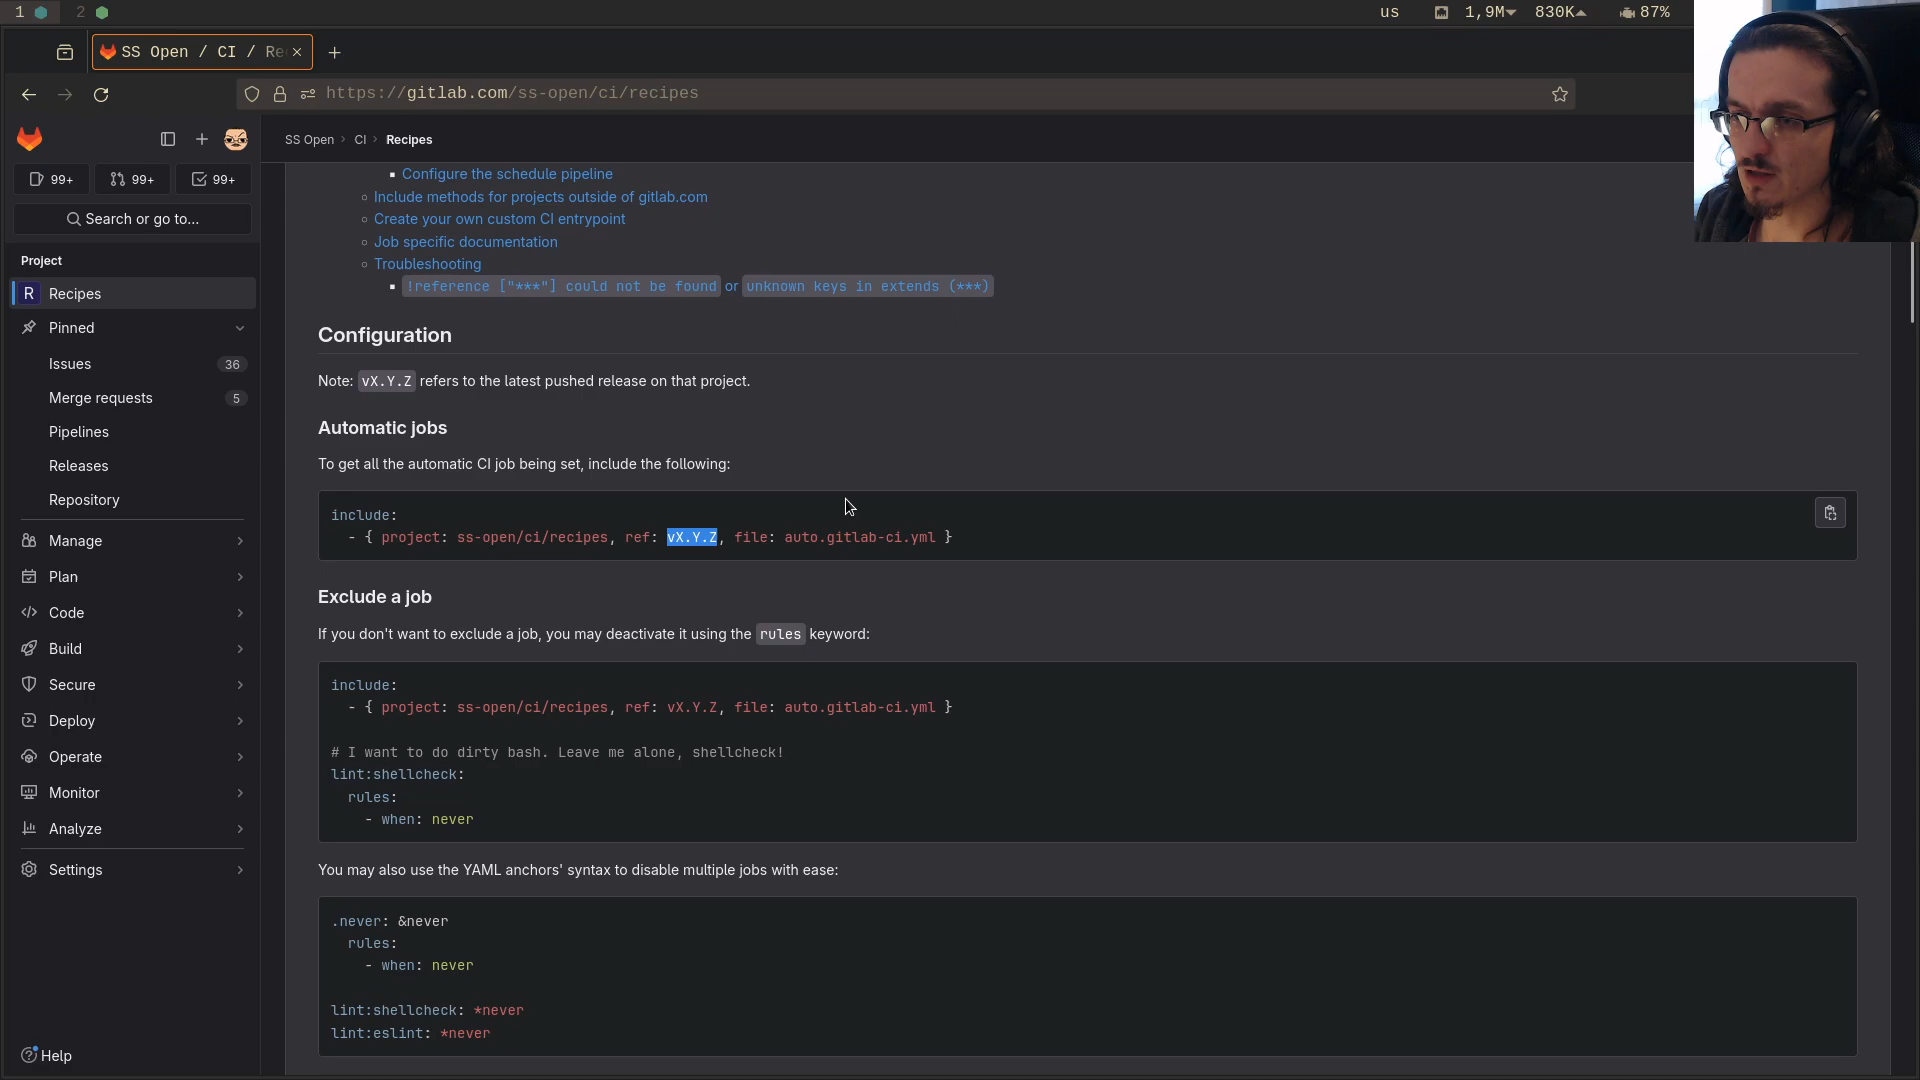 1 2 us 1,9M 830K 87%
SS Open / CI / Re
https://gitlab.com/ss-open/ci/recipes
SS Open CI Recipes
99+ 99+ 99+
Search or go to...
Project
R Recipes
Pinned
Issues 36
Merge requests 5
Pipelines
Releases
Repository
Manage
Plan
Code
Build
Secure
Deploy
Operate
Monitor
Analyze
Settings
Help
Configure the schedule pipeline
Include methods for projects outside of gitlab.com
Create your own custom CI entrypoint
Job specific documentation
Troubleshooting
!reference ["***"] could not be found or unknown keys in extends (***)
Configuration
Note: vX.Y.Z refers to the latest pushed release on that project.
Automatic jobs
To get all the automatic CI job being set, include the following:
include:
- { project: ss-open/ci/recipes, ref: vX.Y.Z, file: auto.gitlab-ci.yml }
Exclude a job
If you don't want to exclude a job, you may deactivate it using the rules keyword:
include:
- { project: ss-open/ci/recipes, ref: vX.Y.Z, file: auto.gitlab-ci.yml }
# I want to do dirty bash. Leave me alone, shellcheck!
lint:shellcheck:
rules:
- when: never
You may also use the YAML anchors' syntax to disable multiple jobs with ease:
.never: &never
rules:
- when: never
lint:shellcheck: *never
lint:eslint: *never